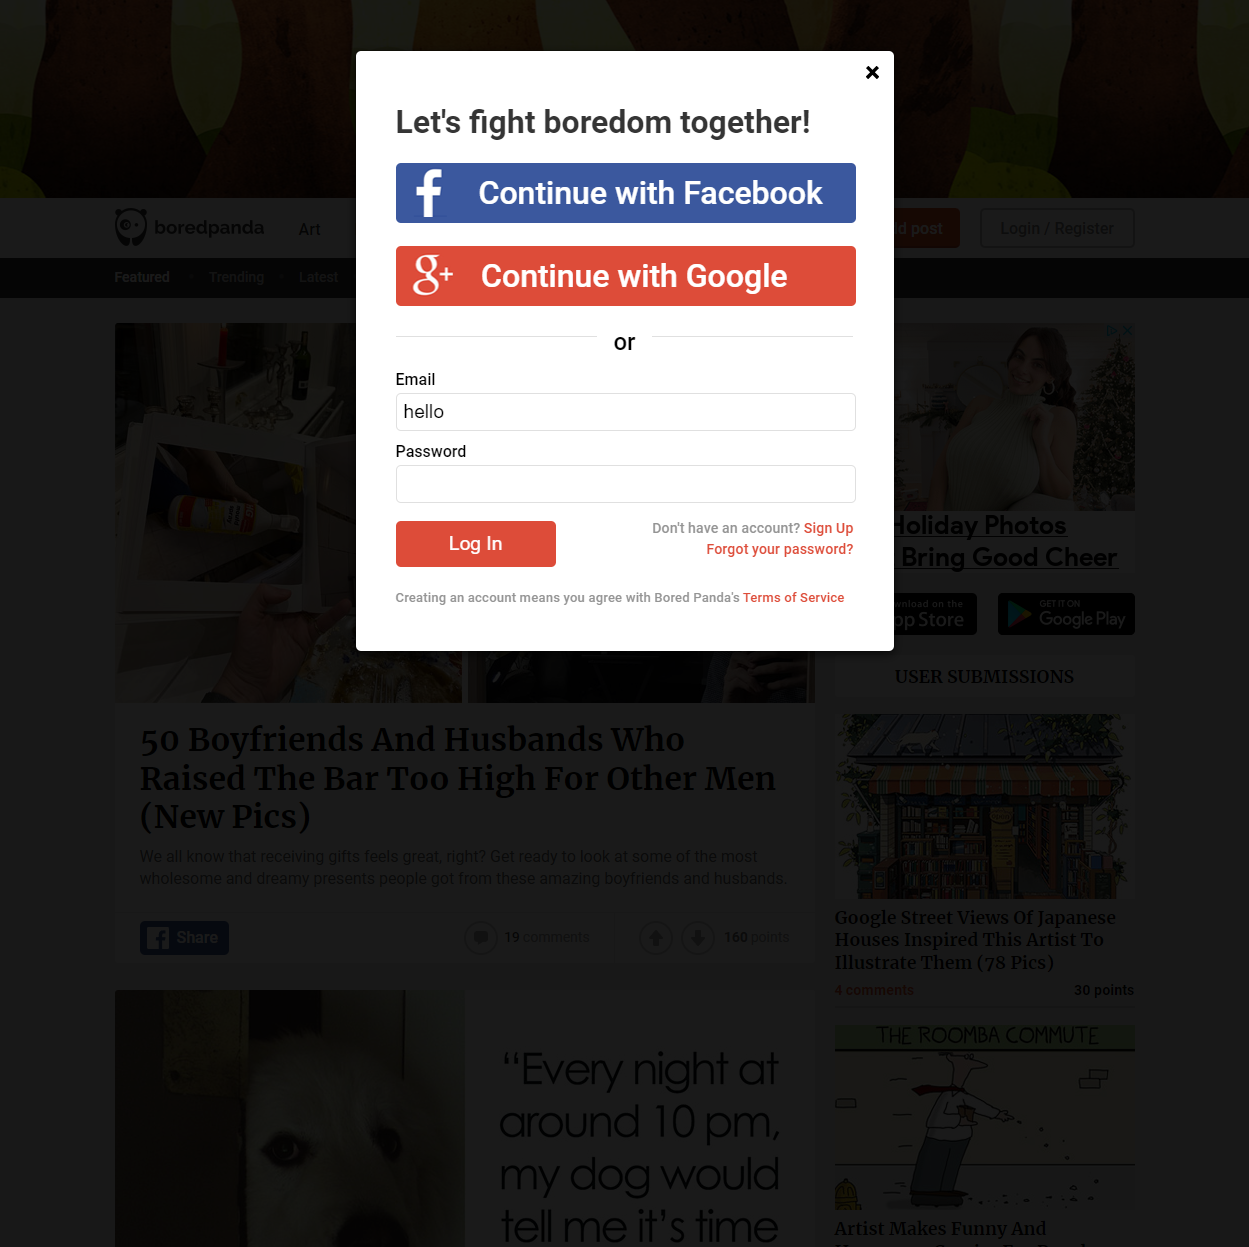 Let's fight boredom together!
Continue with Facebook
Continue with Google
or
Email
hello
Password
Log In
Don't have an account? Sign Up
Forgot your password?
Creating an account means you agree with Bored Panda's Terms of Service
boredpanda
Art
post
Login / Register
Featured
Trending
Latest
Holiday Photos
Bring Good Cheer
App Store
GET IT ON
Google Play
USER SUBMISSIONS
50 Boyfriends And Husbands Who
Raised The Bar Too High For Other Men
(New Pics)
We all know that receiving gifts feels great, right? Get ready to look at some of the most
wholesome and dreamy presents people got from these amazing boyfriends and husbands.
Share
19 comments
160 points
Google Street Views Of Japanese
Houses Inspired This Artist To
Illustrate Them (78 Pics)
4 comments
30 points
THE ROOMBA COMMUTE
"Every night at
around 10 pm,
my dog would
tell me it's time
Artist Makes Funny And